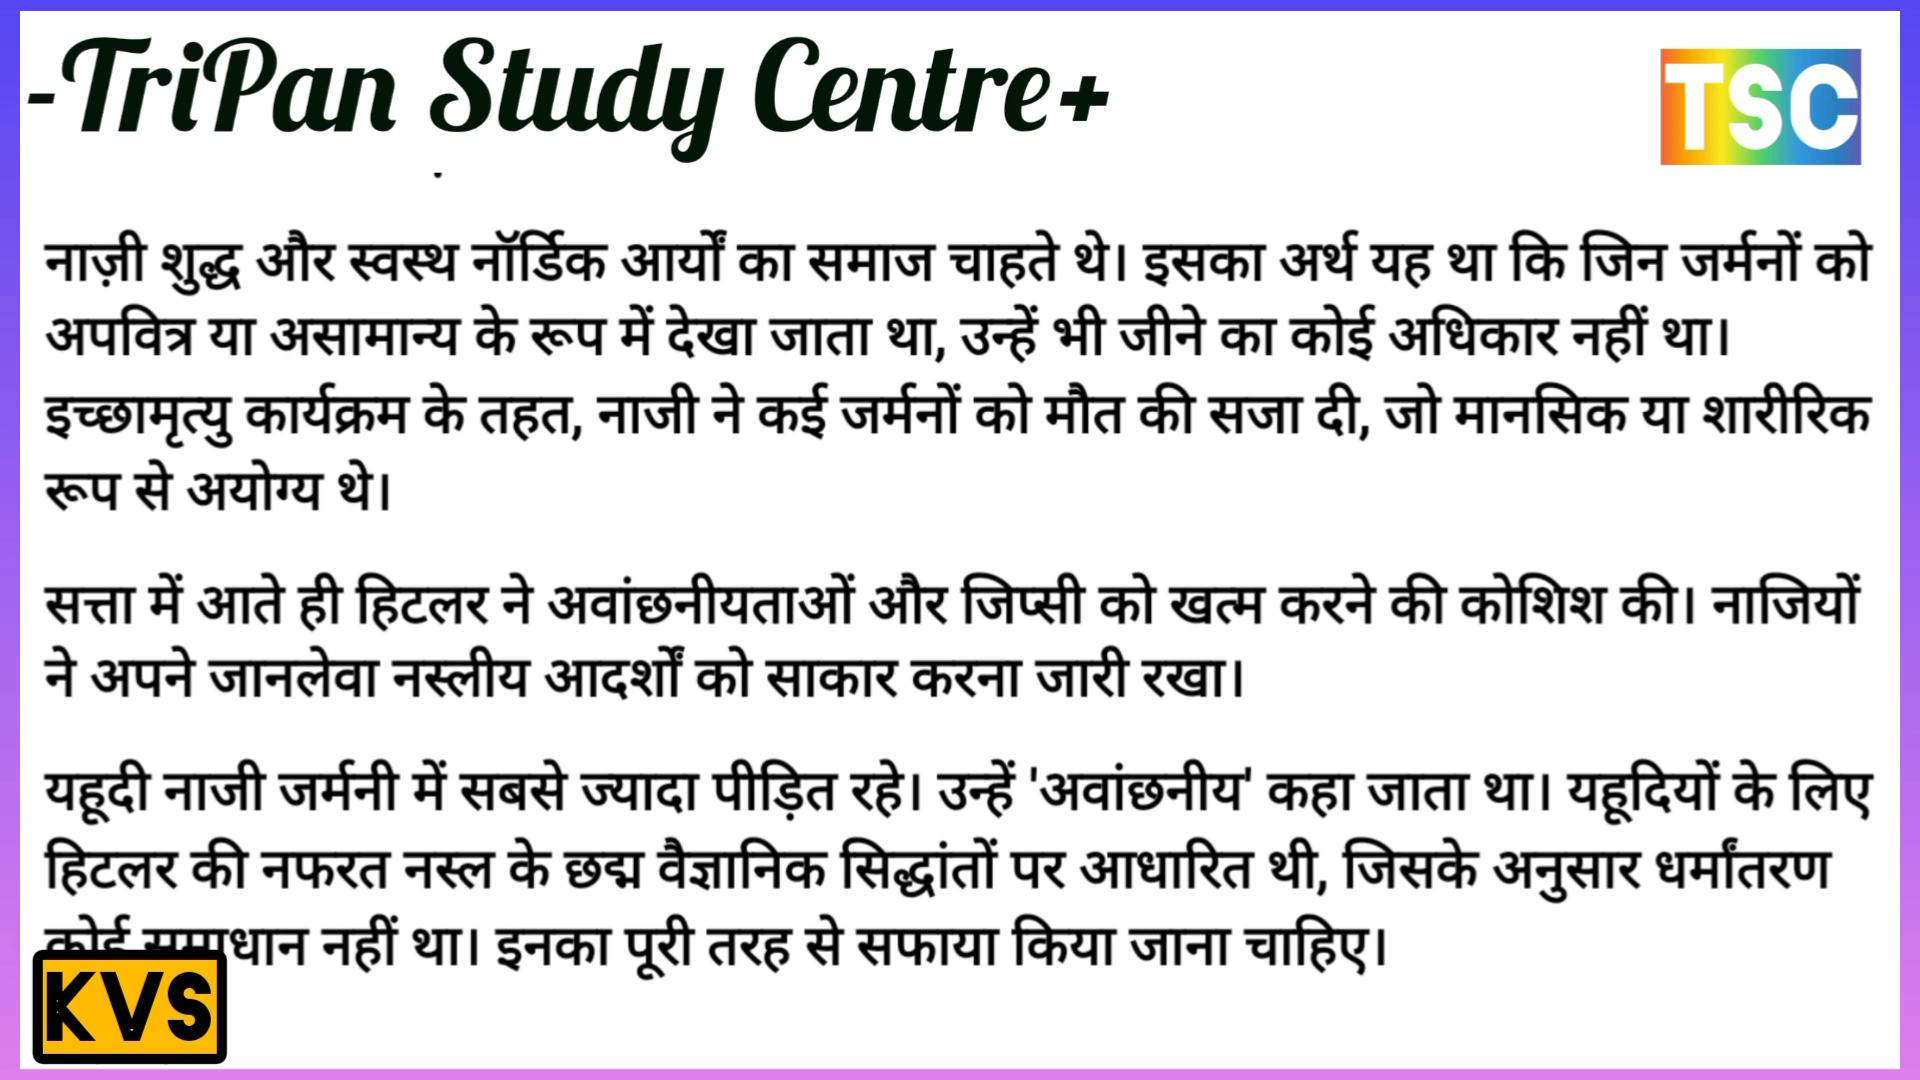 -TriPan Study Centre+
TSC
नाज़ी शुद्ध और स्वस्थ नॉर्डिक आर्यों का समाज चाहते थे। इसका अर्थ यह था कि जिन जर्मनों को
अपवित्र या असामान्य के रूप में देखा जाता था, उन्हें भी जीने का कोई अधिकार नहीं था।
इच्छामृत्यु कार्यक्रम के तहत, नाजी ने कई जर्मनों को मौत की सजा दी, जो मानसिक या शारीरिक
रूप से अयोग्य थे।
सत्ता में आते ही हिटलर ने अवांछनीयताओं और जिप्सी को खत्म करने की कोशिश की। नाजियों
ने अपने जानलेवा नस्लीय आदर्शों को साकार करना जारी रखा।
यहूदी नाजी जर्मनी में सबसे ज्यादा पीड़ित रहे। उन्हें 'अवांछनीय' कहा जाता था। यहूदियों के लिए
हिटलर की नफरत नस्ल के छद्म वैज्ञानिक सिद्धांतों पर आधारित थी, जिसके अनुसार धर्मांतरण
कोई समाधान नहीं था। इनका पूरी तरह से सफाया किया जाना चाहिए।
KVS